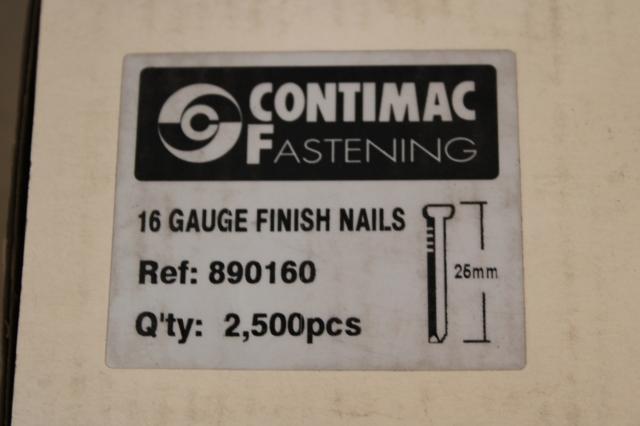 CONTIMAC
FASTENING
16 GAUGE FINISH NAILS
Ref: 890160
25mm
Q'ty: 2,500pcs